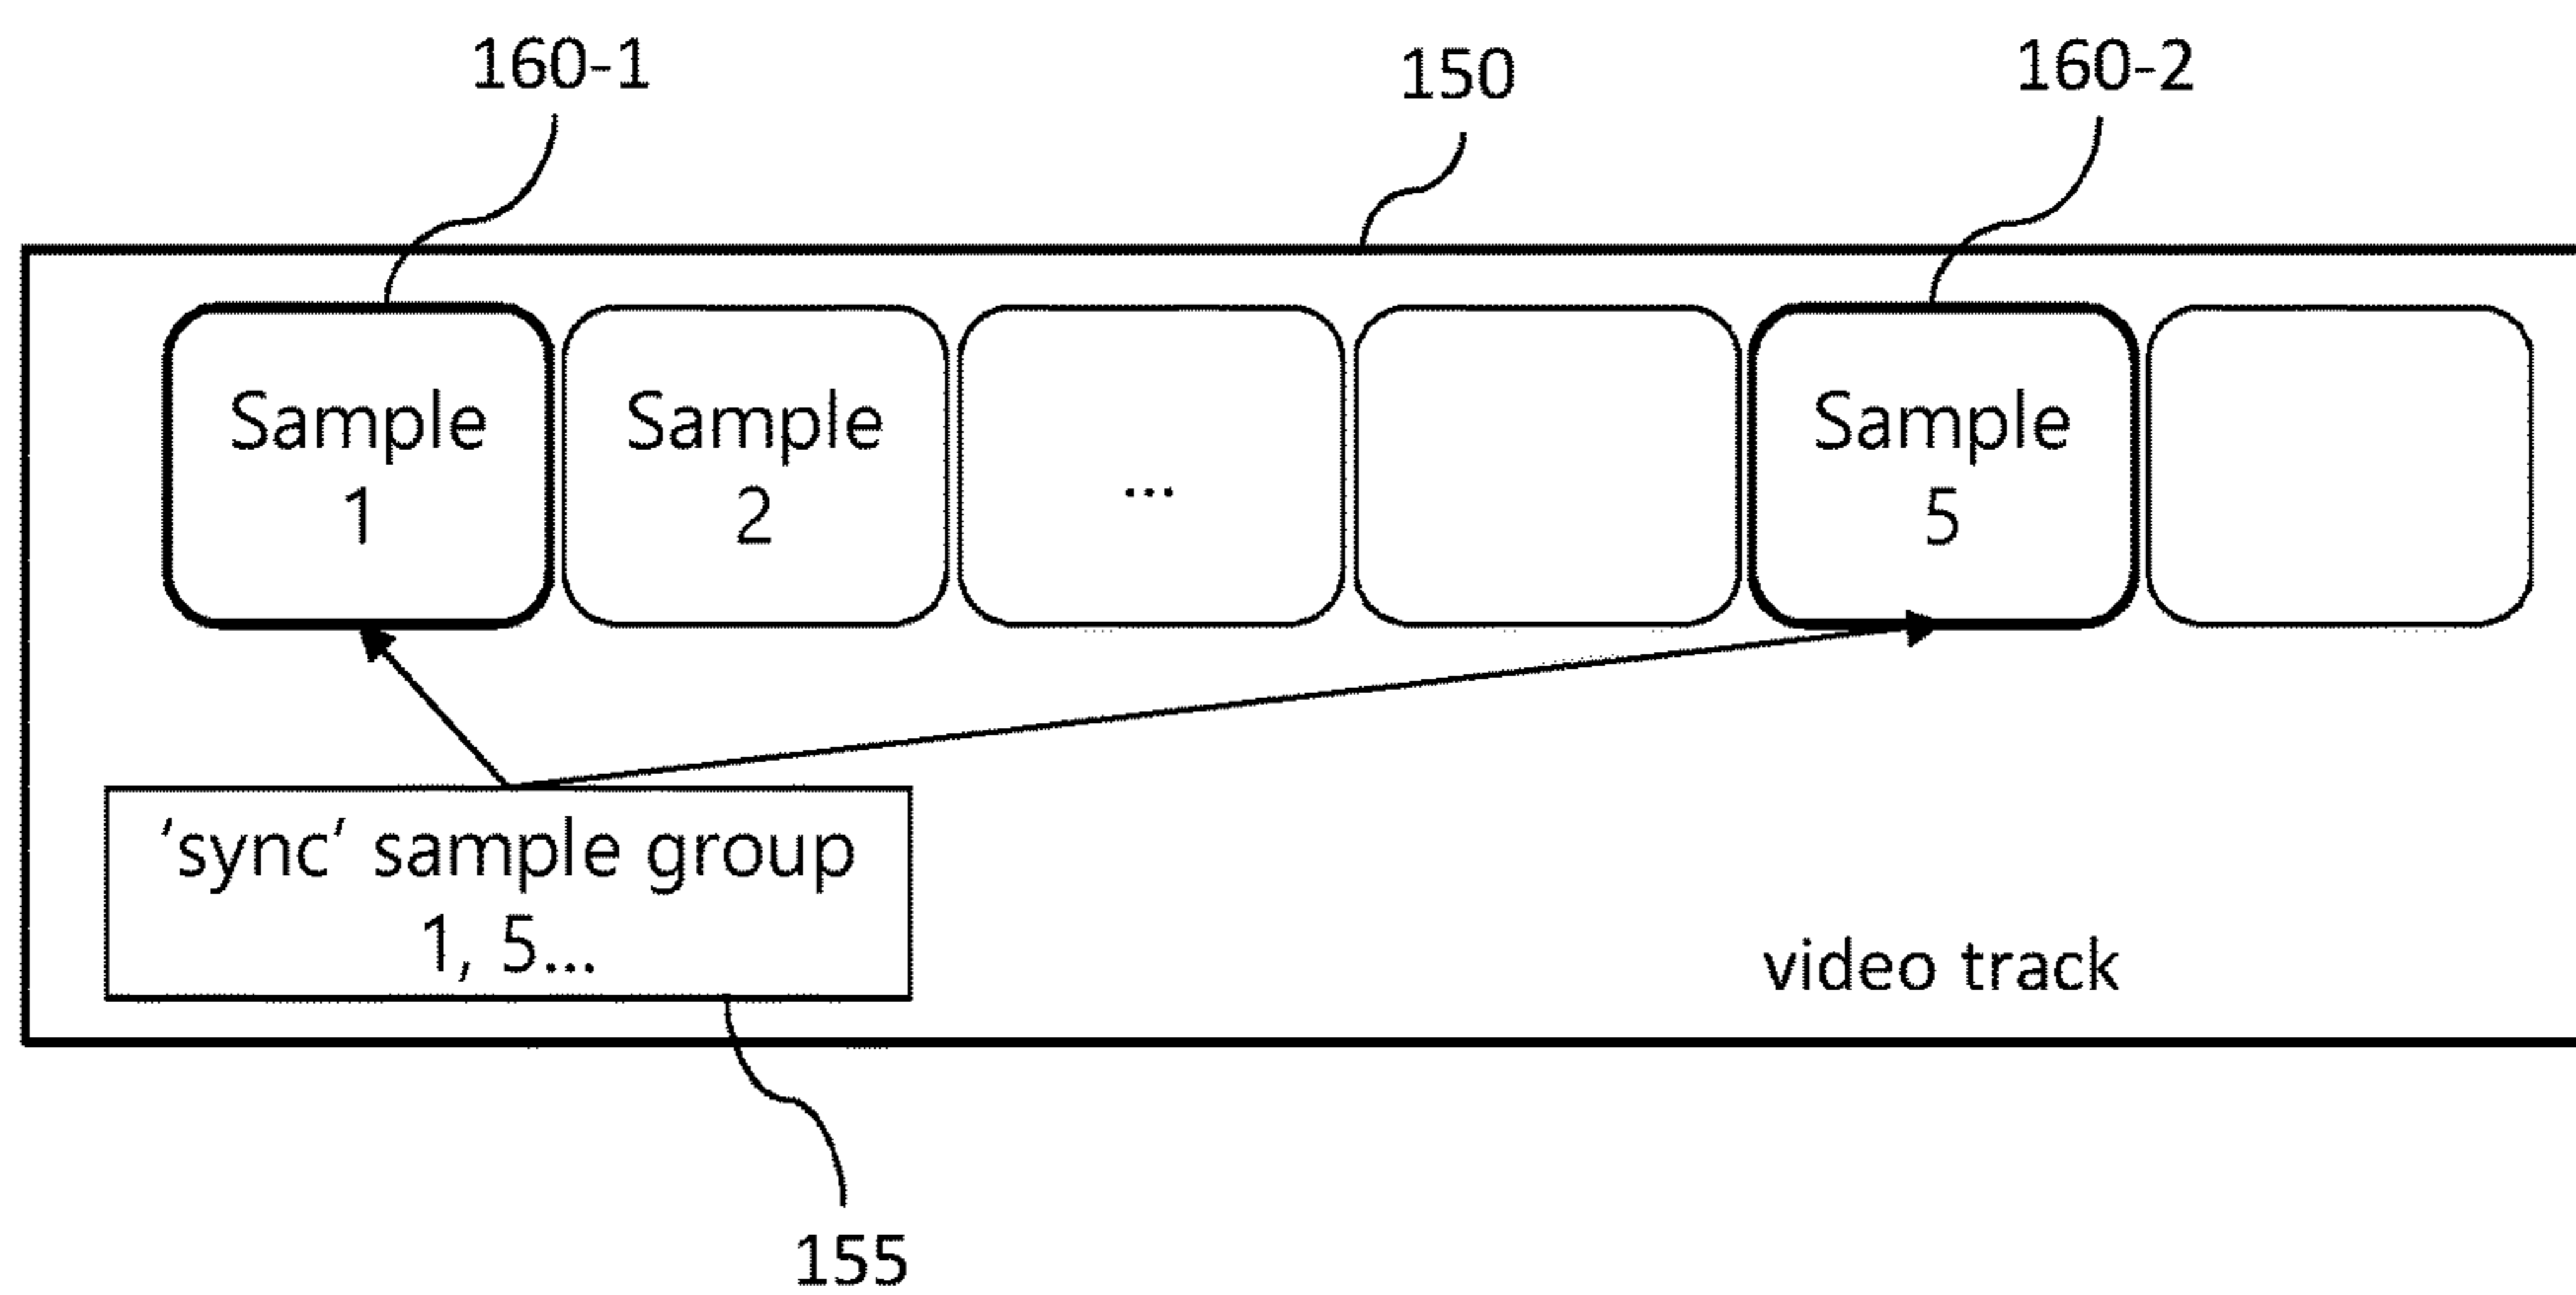 160-1
150
160-2
Sample
1
Sample
2
...
Sample
5
‘sync’ sample group
1, 5...
video track
155